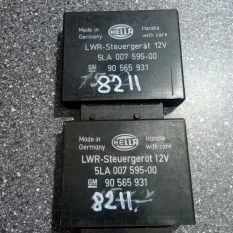 Made in
Germany
HELLA
Handle
with care
LWR-Steuergerät 12V
5LA 007 595-00
GM 90 565 931
8211
Made in
Germany
HELLA
Handle
with care
LWR-Steuergerät 12V
5LA 007 595-00
GM 90 565 931
8211